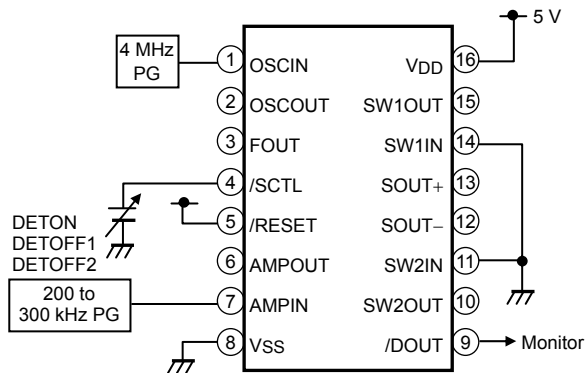 4 MHz
PG
1
OSCIN
2
OSCOUT
3
FOUT
4
/SCTL
5
/RESET
6
AMPOUT
7
AMPIN
8
VSS
DETON
DETOFF1
DETOFF2
200 to
300 kHz PG
5 V
VDD
16
SW1OUT
15
SW1IN
14
SOUT+
13
SOUT−
12
SW2IN
11
SW2OUT
10
/DOUT
9
Monitor